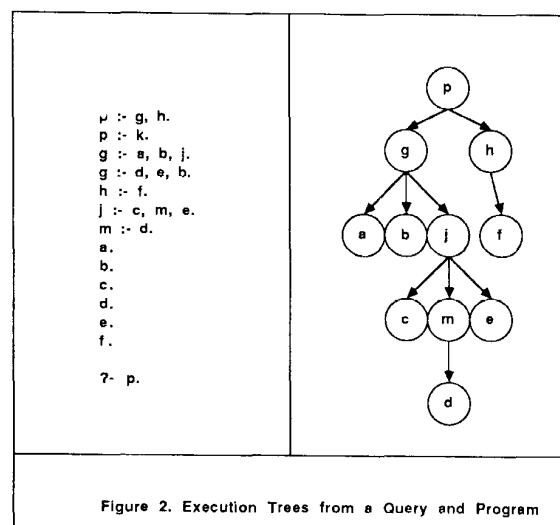 p :- g, h.
p :- k.
g :- a, b, j.
g :- d, e, b.
h :- f.
j :- c, m, e.
m :- d.
a.
b.
c.
d.
e.
f.
?- p.
p
g
h
a
b
j
f
c
m
e
d
Figure 2. Execution Trees from a Query and Program